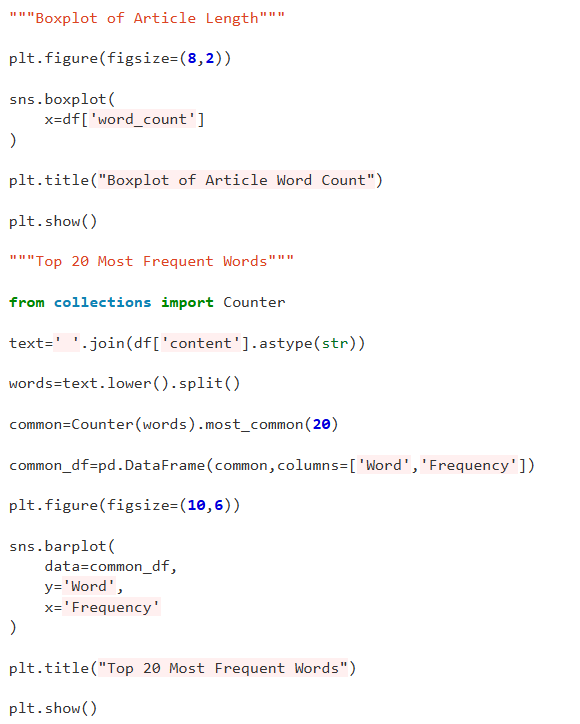 """Boxplot of Article Length"""
plt.figure(figsize=(8,2))
sns.boxplot(
    x=df['word_count']
)
plt.title("Boxplot of Article Word Count")
plt.show()
"""Top 20 Most Frequent Words"""
from collections import Counter
text=' '.join(df['content'].astype(str))
words=text.lower().split()
common=Counter(words).most_common(20)
common_df=pd.DataFrame(common,columns=['Word','Frequency'])
plt.figure(figsize=(10,6))
sns.barplot(
    data=common_df,
    y='Word',
    x='Frequency'
)
plt.title("Top 20 Most Frequent Words")
plt.show()